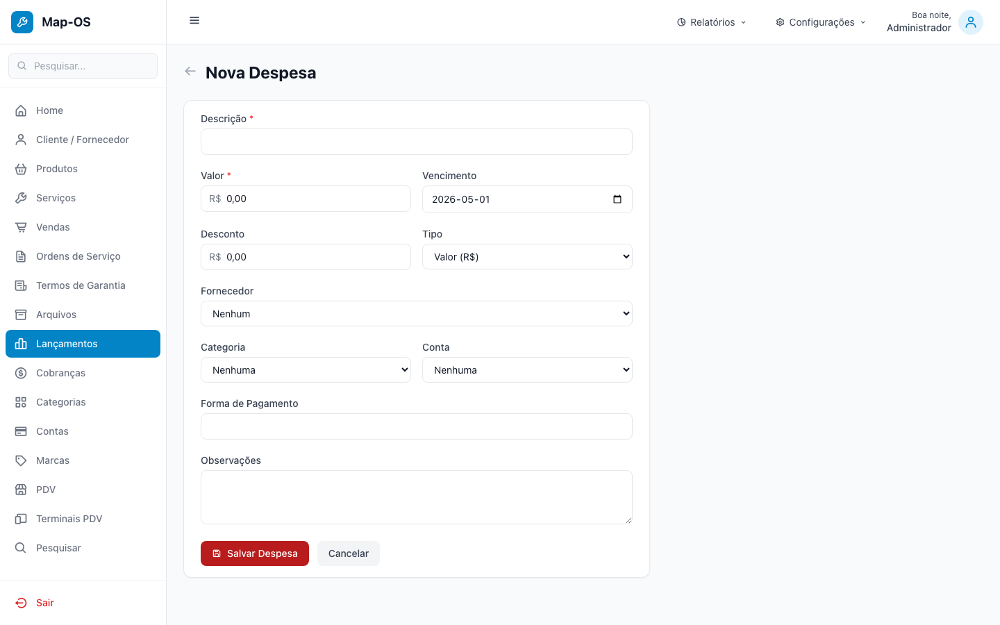 Map-OS
Relatórios
Configurações
Boa noite,
Administrador
Pesquisar...
Home
Cliente / Fornecedor
Produtos
Serviços
Vendas
Ordens de Serviço
Termos de Garantia
Arquivos
Lançamentos
Cobranças
Categorias
Contas
Marcas
PDV
Terminais PDV
Pesquisar
Sair
Nova Despesa
Descrição *
Valor *
R$ 0,00
Vencimento
2026-05-01
Desconto
R$ 0,00
Tipo
Valor (R$)
Fornecedor
Nenhum
Categoria
Nenhuma
Conta
Nenhuma
Forma de Pagamento
Observações
Salvar Despesa
Cancelar